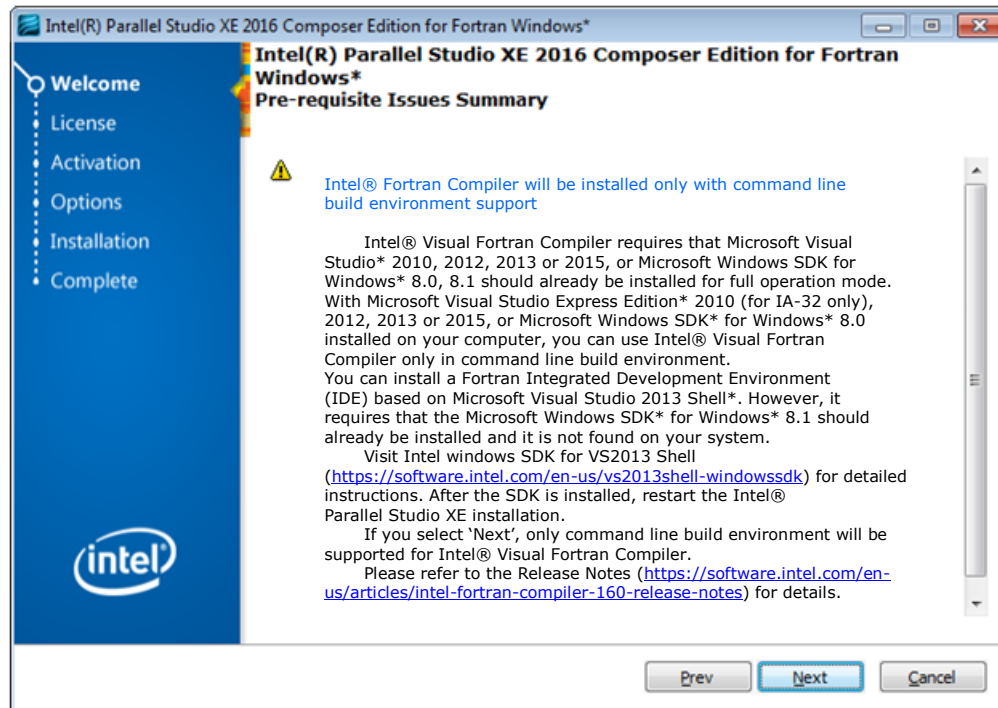 Intel(R) Parallel Studio XE 2016 Composer Edition for Fortran Windows*
Welcome
License
Activation
Options
Installation
Complete
intel
Intel(R) Parallel Studio XE 2016 Composer Edition for Fortran
Windows*
Pre-requisite Issues Summary
Intel® Fortran Compiler will be installed only with command line
build environment support
Intel® Visual Fortran Compiler requires that Microsoft Visual
Studio* 2010, 2012, 2013 or 2015, or Microsoft Windows SDK for
Windows* 8.0, 8.1 should already be installed for full operation mode.
With Microsoft Visual Studio Express Edition* 2010 (for IA-32 only),
2012, 2013 or 2015, or Microsoft Windows SDK* for Windows* 8.0
installed on your computer, you can use Intel® Visual Fortran
Compiler only in command line build environment.
You can install a Fortran Integrated Development Environment
(IDE) based on Microsoft Visual Studio 2013 Shell*. However, it
requires that the Microsoft Windows SDK* for Windows* 8.1 should
already be installed and it is not found on your system.
Visit Intel windows SDK for VS2013 Shell
(https://software.intel.com/en-us/vs2013shell-windowssdk) for detailed
instructions. After the SDK is installed, restart the Intel®
Parallel Studio XE installation.
If you select ‘Next’, only command line build environment will be
supported for Intel® Visual Fortran Compiler.
Please refer to the Release Notes (https://software.intel.com/en-
us/articles/intel-fortran-compiler-160-release-notes) for details.
Prev
Next
Cancel